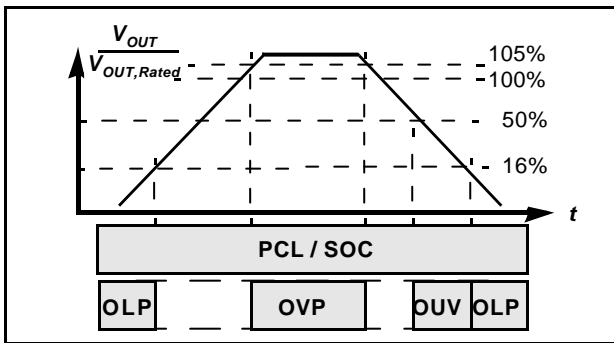 V_OUT
V_OUT,Rated
105%
100%
50%
16%
t
PCL / SOC
OLP OVP OUV OLP